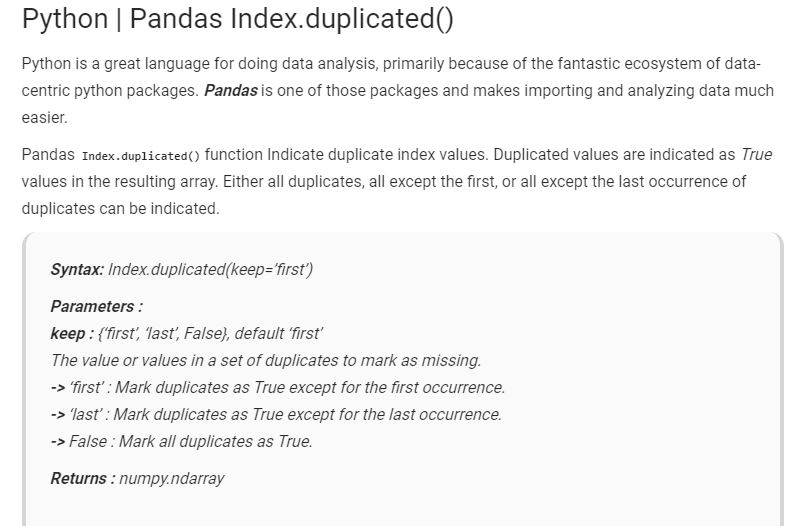 Python | Pandas Index.duplicated()
Python is a great language for doing data analysis, primarily because of the fantastic ecosystem of data-
centric python packages. Pandas is one of those packages and makes importing and analyzing data much
easier.
Pandas Index.duplicated() function Indicate duplicate index values. Duplicated values are indicated as True
values in the resulting array. Either all duplicates, all except the first, or all except the last occurrence of
duplicates can be indicated.
Syntax: Index.duplicated(keep=’first’)
Parameters :
keep : {‘first’, ‘last’, False}, default ‘first’
The value or values in a set of duplicates to mark as missing.
-> ‘first’ : Mark duplicates as True except for the first occurrence.
-> ‘last’ : Mark duplicates as True except for the last occurrence.
-> False : Mark all duplicates as True.
Returns : numpy.ndarray